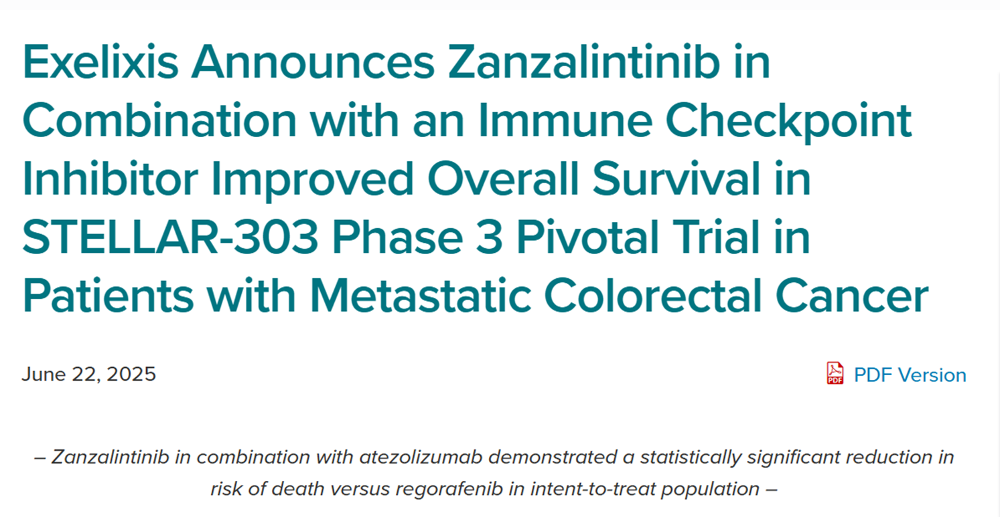 Exelixis Announces Zanzalintinib in
Combination with an Immune Checkpoint
Inhibitor Improved Overall Survival in
STELLAR-303 Phase 3 Pivotal Trial in
Patients with Metastatic Colorectal Cancer
June 22, 2025
PDF PDF Version
– Zanzalintinib in combination with atezolizumab demonstrated a statistically significant reduction in
risk of death versus regorafenib in intent-to-treat population –